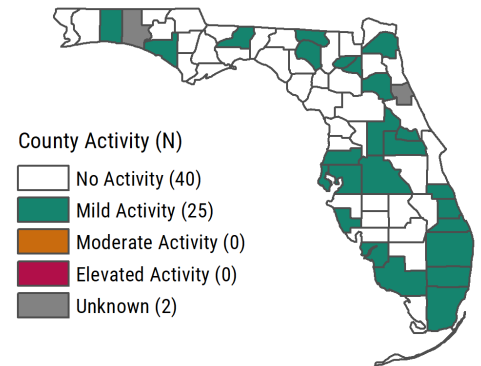 County Activity (N)
No Activity (40)
Mild Activity (25)
Moderate Activity (0)
Elevated Activity (0)
Unknown (2)